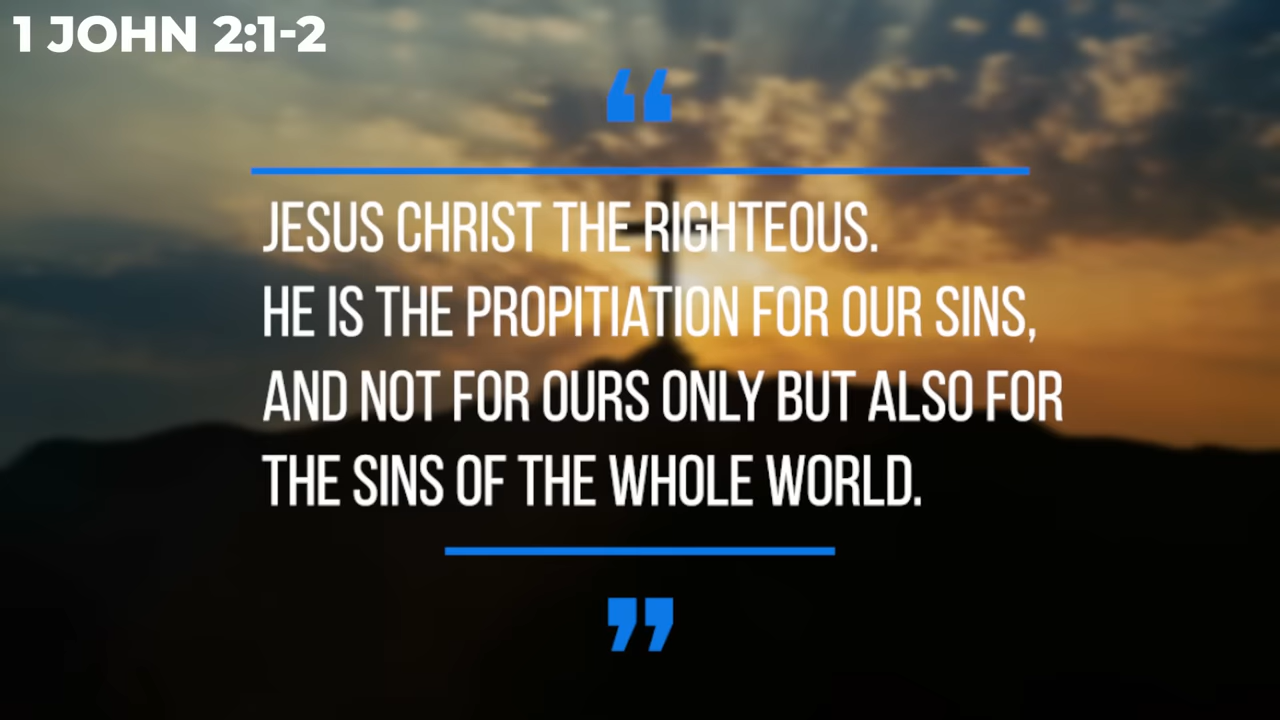 1 JOHN 2:1-2
“
JESUS CHRIST THE RIGHTEOUS.
HE IS THE PROPITIATION FOR OUR SINS,
AND NOT FOR OURS ONLY BUT ALSO FOR
THE SINS OF THE WHOLE WORLD.
”